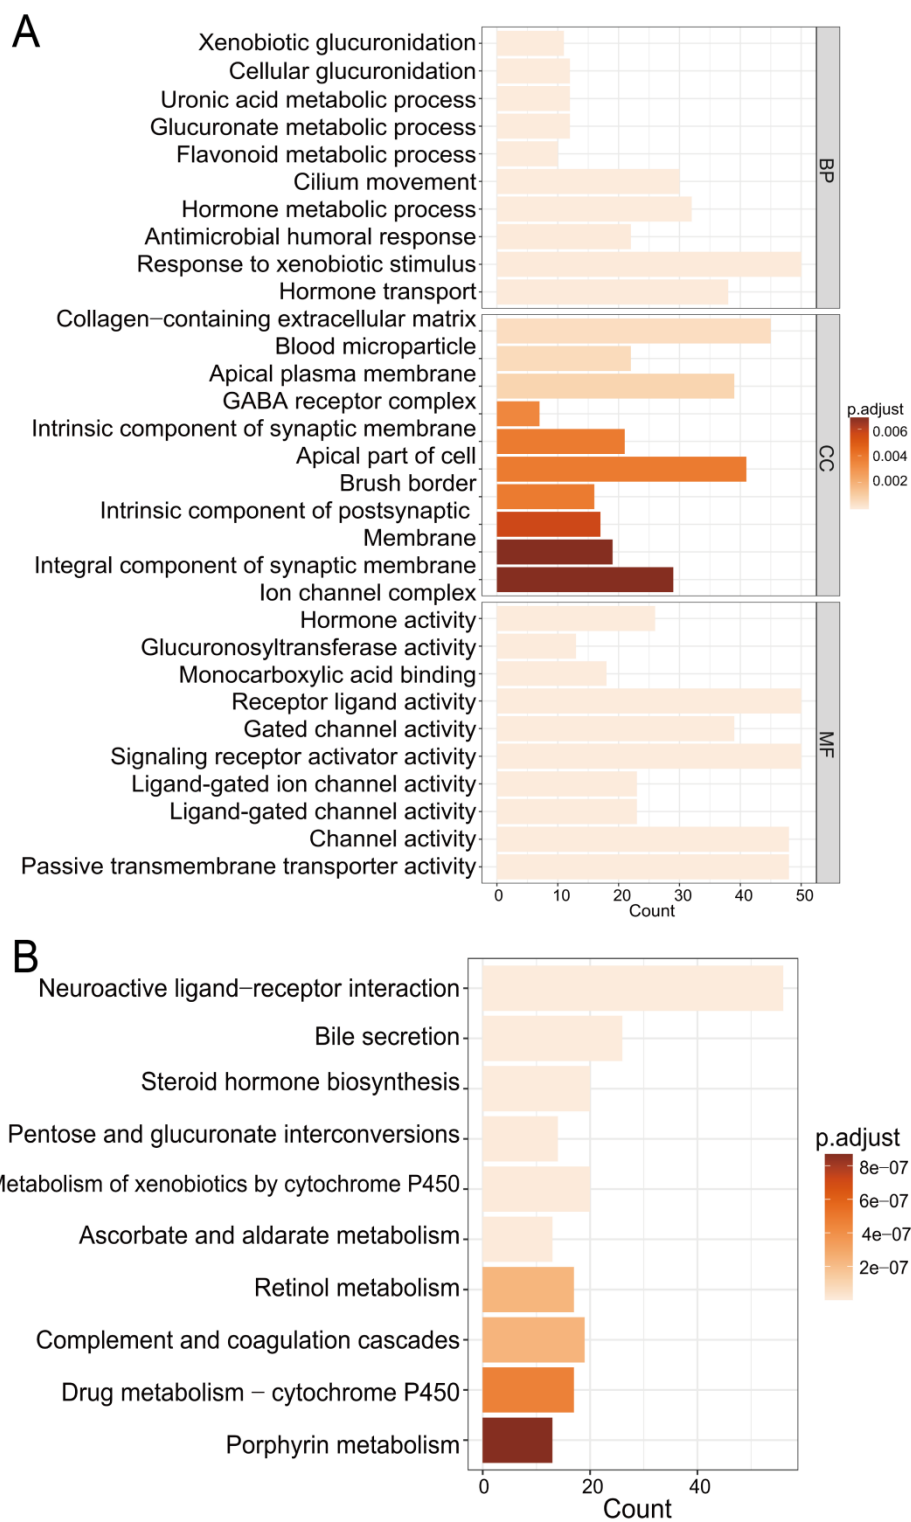 A
Xenobiotic glucuronidation
Cellular glucuronidation
Uronic acid metabolic process
Glucuronate metabolic process
Flavonoid metabolic process
Cilium movement
Hormone metabolic process
Antimicrobial humoral response
Response to xenobiotic stimulus
Hormone transport
BP
Collagen−containing extracellular matrix
Blood microparticle
Apical plasma membrane
GABA receptor complex
Intrinsic component of synaptic membrane
Apical part of cell
Brush border
Intrinsic component of postsynaptic
Membrane
Integral component of synaptic membrane
Ion channel complex
CC
p.adjust
0.006
0.004
0.002
Hormone activity
Glucuronosyltransferase activity
Monocarboxylic acid binding
Receptor ligand activity
Gated channel activity
Signaling receptor activator activity
Ligand-gated ion channel activity
Ligand-gated channel activity
Channel activity
Passive transmembrane transporter activity
MF
0 10 20 30 40 50
Count
B
Neuroactive ligand−receptor interaction
Bile secretion
Steroid hormone biosynthesis
Pentose and glucuronate interconversions
Metabolism of xenobiotics by cytochrome P450
Ascorbate and aldarate metabolism
Retinol metabolism
Complement and coagulation cascades
Drug metabolism − cytochrome P450
Porphyrin metabolism
p.adjust
8e−07
6e−07
4e−07
2e−07
0 20 40
Count